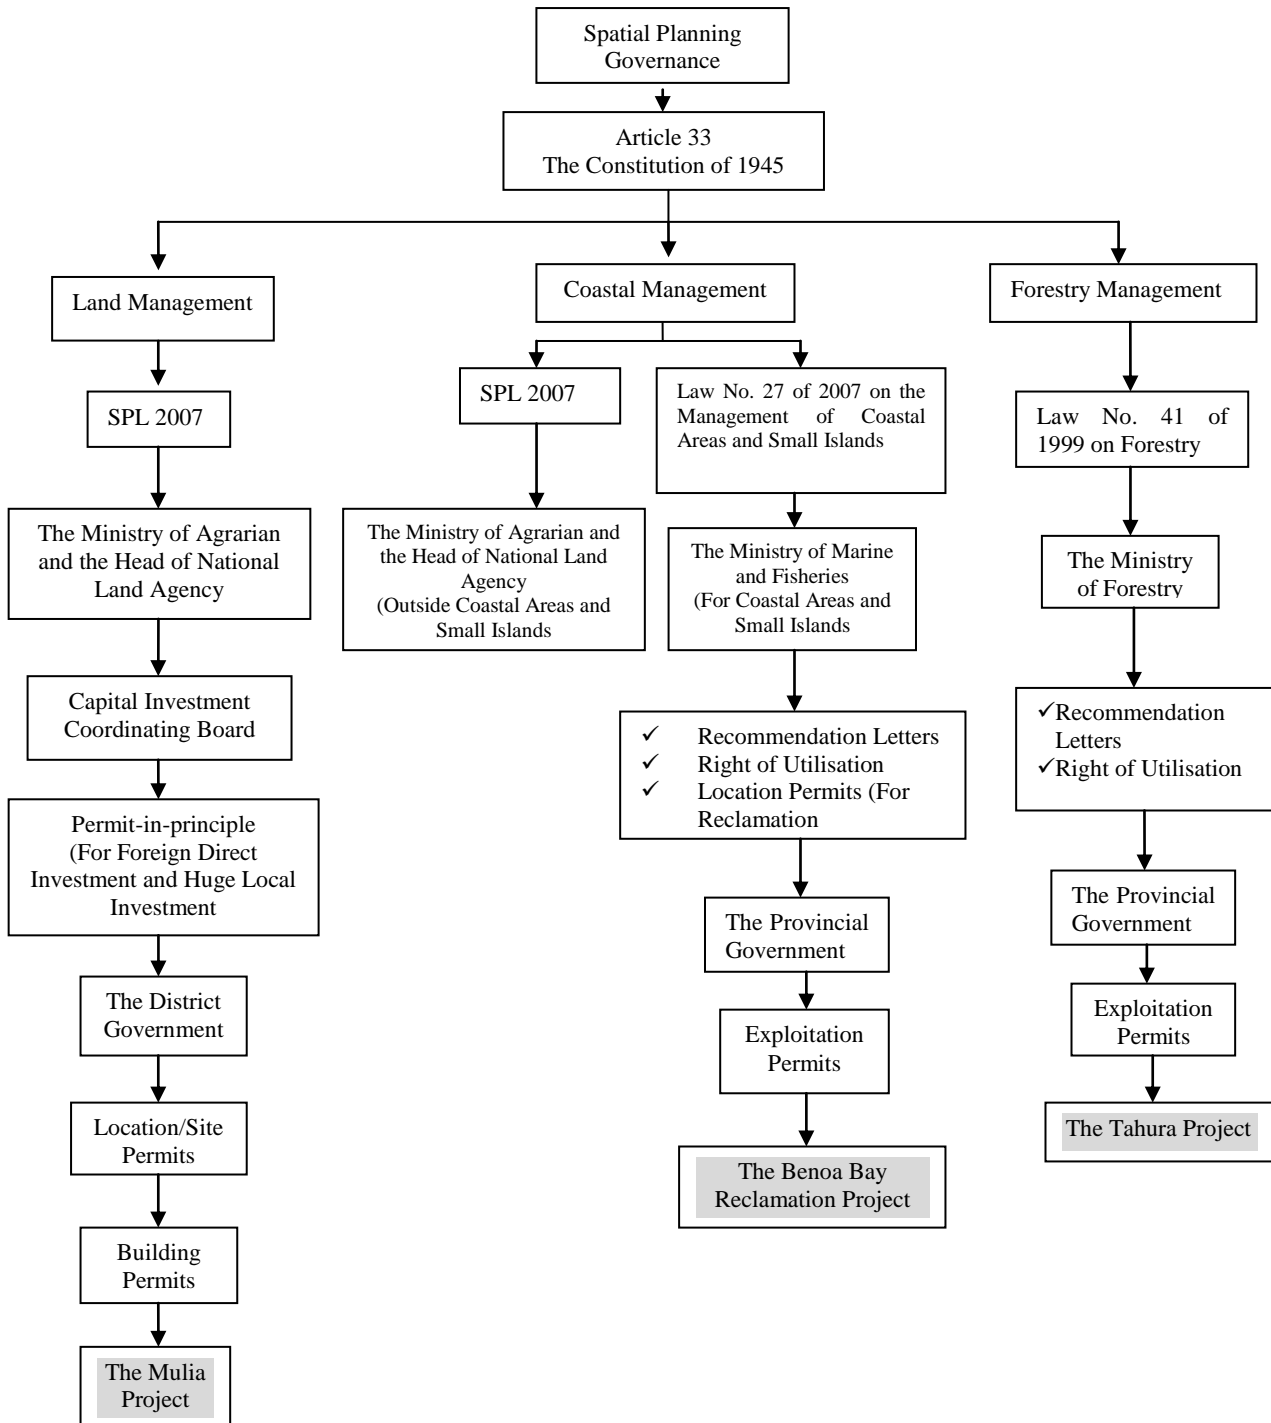 Spatial Planning
Governance
Article 33
The Constitution of 1945
Land Management
Coastal Management
Forestry Management
SPL 2007
SPL 2007
Law No. 27 of 2007 on the
Management of Coastal
Areas and Small Islands
Law No. 41 of
1999 on Forestry
The Ministry of Agrarian
and the Head of National
Land Agency
The Ministry of Agrarian and
the Head of National Land
Agency
(Outside Coastal Areas and
Small Islands
The Ministry of Marine
and Fisheries
(For Coastal Areas and
Small Islands
The Ministry
of Forestry
Capital Investment
Coordinating Board
✓ Recommendation Letters
✓ Right of Utilisation
✓ Location Permits (For
Reclamation
✓Recommendation
Letters
✓Right of Utilisation
Permit-in-principle
(For Foreign Direct
Investment and Huge Local
Investment
The Provincial
Government
The Provincial
Government
The District
Government
Exploitation
Permits
Exploitation
Permits
Location/Site
Permits
The Benoa Bay
Reclamation Project
The Tahura Project
Building
Permits
The Mulia
Project